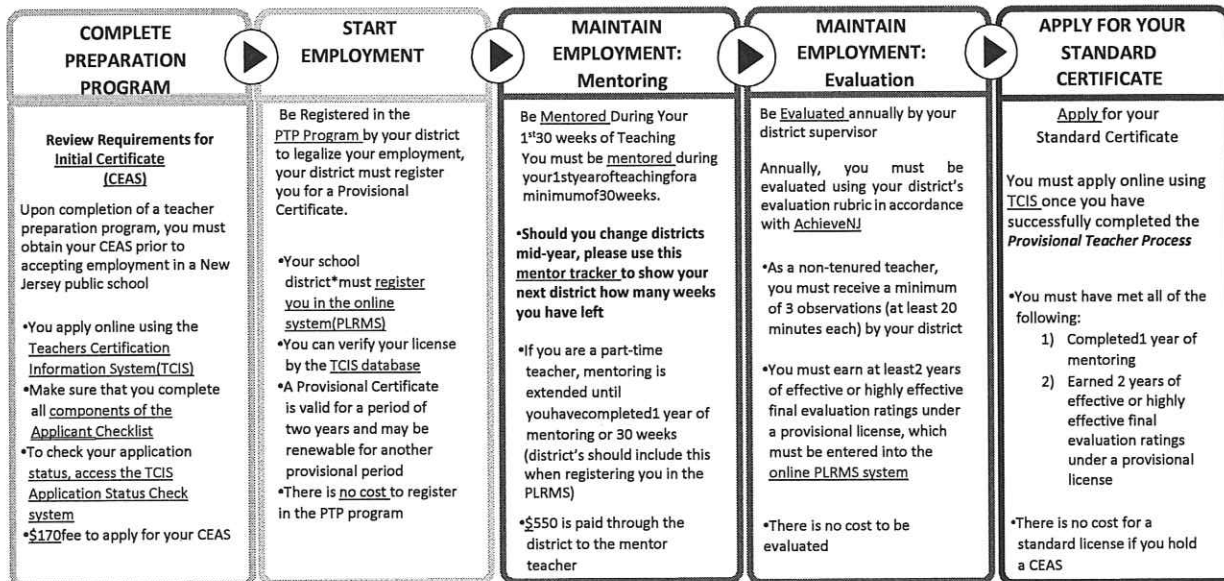 COMPLETE
PREPARATION
PROGRAM
Review Requirements for
Initial Certificate
(CEAS)
Upon completion of a teacher
preparation program, you must
obtain your CEAS prior to
accepting employment in a New
Jersey public school
•You apply online using the
Teachers Certification
Information System(TCIS)
•Make sure that you complete
all components of the
Applicant Checklist
•To check your application
status, access the TCIS
Application Status Check
system
•$170fee to apply for your CEAS
START
EMPLOYMENT
Be Registered in the
PTP Program by your district
to legalize your employment,
your district must register
you for a Provisional
Certificate.
•Your school
district*must register
you in the online
system(PLRMS)
•You can verify your license
by the TCIS database
•A Provisional Certificate
is valid for a period of
two years and may be
renewable for another
provisional period
•There is no cost to register
in the PTP program
MAINTAIN
EMPLOYMENT:
Mentoring
Be Mentored During Your
1st30 weeks of Teaching
You must be mentored during
your1styearofteachingfora
minimumof30weeks.
•Should you change districts
mid-year, please use this
mentor tracker to show your
next district how many weeks
you have left
•If you are a part-time
teacher, mentoring is
extended until
youhavecompleted1 year of
mentoring or 30 weeks
(district's should include this
when registering you in the
PLRMS)
•$550 is paid through the
district to the mentor
teacher
MAINTAIN
EMPLOYMENT:
Evaluation
Be Evaluated annually by your
district supervisor
Annually, you must be
evaluated using your district's
evaluation rubric in accordance
with AchieveNJ
•As a non-tenured teacher,
you must receive a minimum
of 3 observations (at least 20
minutes each) by your district
•You must earn at least2 years
of effective or highly effective
final evaluation ratings under
a provisional license, which
must be entered into the
online PLRMS system
•There is no cost to be
evaluated
APPLY FOR YOUR
STANDARD
CERTIFICATE
Apply for your
Standard Certificate
You must apply online using
TCIS once you have
successfully completed the
Provisional Teacher Process
•You must have met all of the
following:
1) Completed1 year of
mentoring
2) Earned 2 years of
effective or highly
effective final
evaluation ratings
under a provisional
license
•There is no cost for a
standard license if you hold
a CEAS